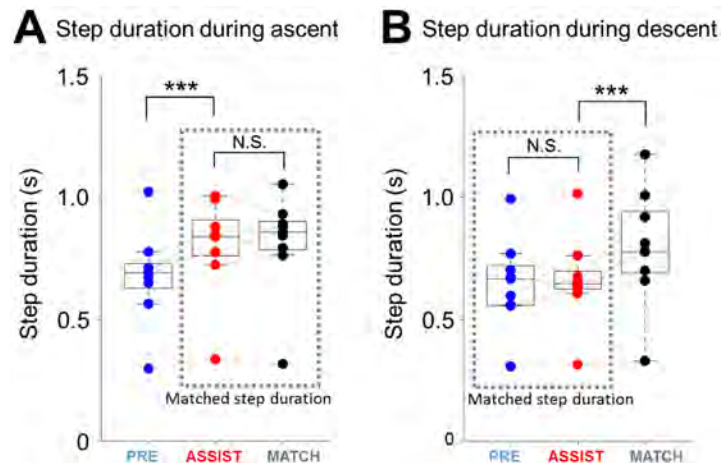 A Step duration during ascent
1.5
1.0
0.5
0
Step duration (s)
***
N.S.
Matched step duration
PRE ASSIST MATCH
B Step duration during descent
1.5
1.0
0.5
0
Step duration (s)
***
N.S.
Matched step duration
PRE ASSIST MATCH